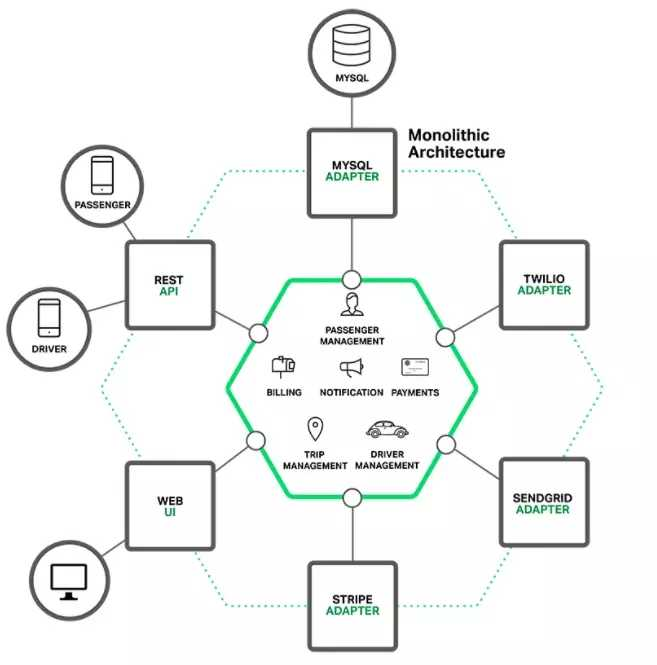 MYSQL
Monolithic
Architecture
MYSQL
ADAPTER
PASSENGER
REST
API
TWILIO
ADAPTER
DRIVER
PASSENGER
MANAGEMENT
BILLING
NOTIFICATION
PAYMENTS
TRIP
MANAGEMENT
DRIVER
MANAGEMENT
WEB
UI
SENDGRID
ADAPTER
STRIPE
ADAPTER